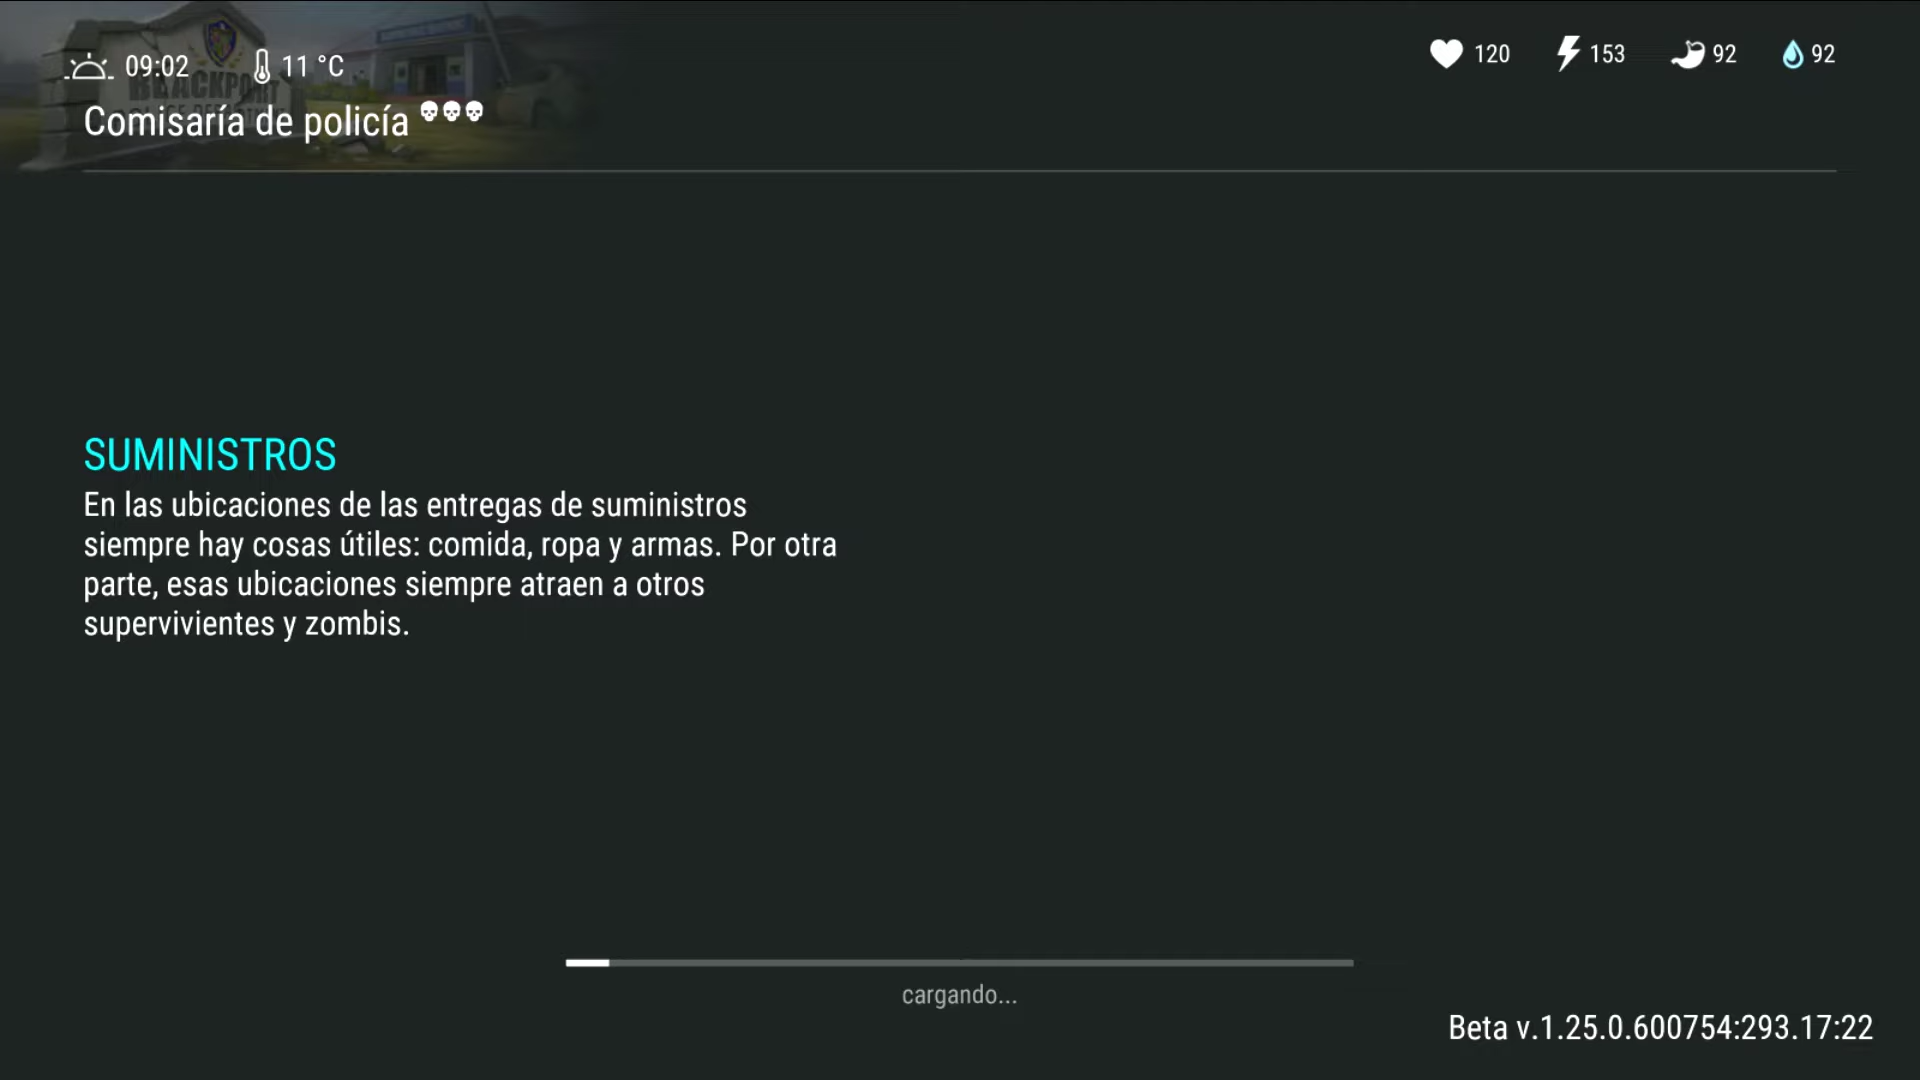 09:02 11 °C
120 153 92 92
BEACKPORT
Comisaría de policía
SUMINISTROS
En las ubicaciones de las entregas de suministros
siempre hay cosas útiles: comida, ropa y armas. Por otra
parte, esas ubicaciones siempre atraen a otros
supervivientes y zombis.
cargando...
Beta v.1.25.0.600754:293.17:22